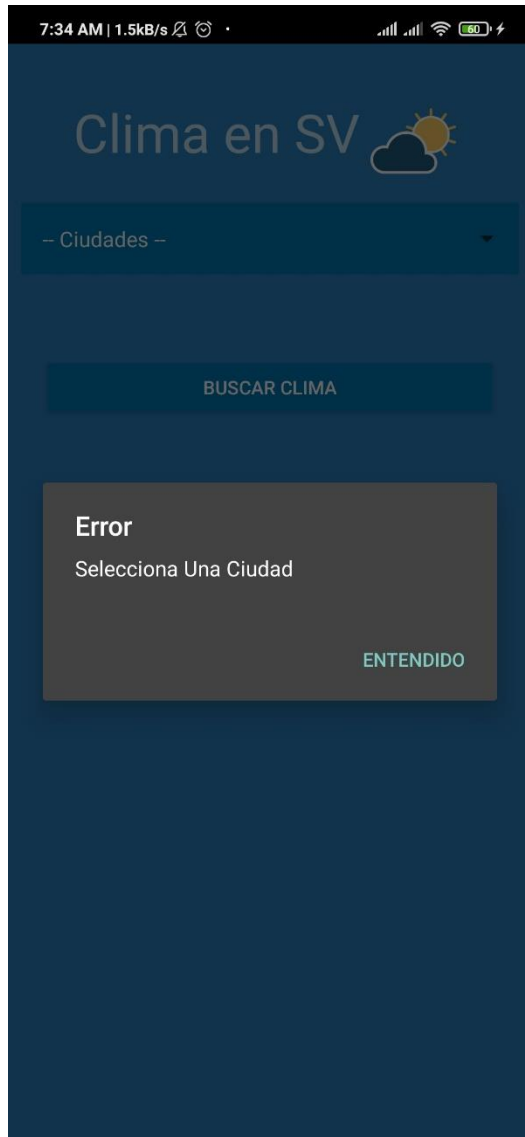 7:34 AM | 1.5kB/s
60
Clima en SV
-- Ciudades --
BUSCAR CLIMA
Error
Selecciona Una Ciudad
ENTENDIDO